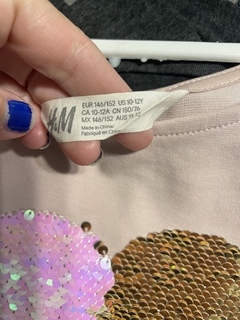 H&M
EUR 146/152 US 10-12Y
CA 10-12A CN 150/76
MX 146/152 AUS 11-12
Made in China/
Fabriqué en Chine